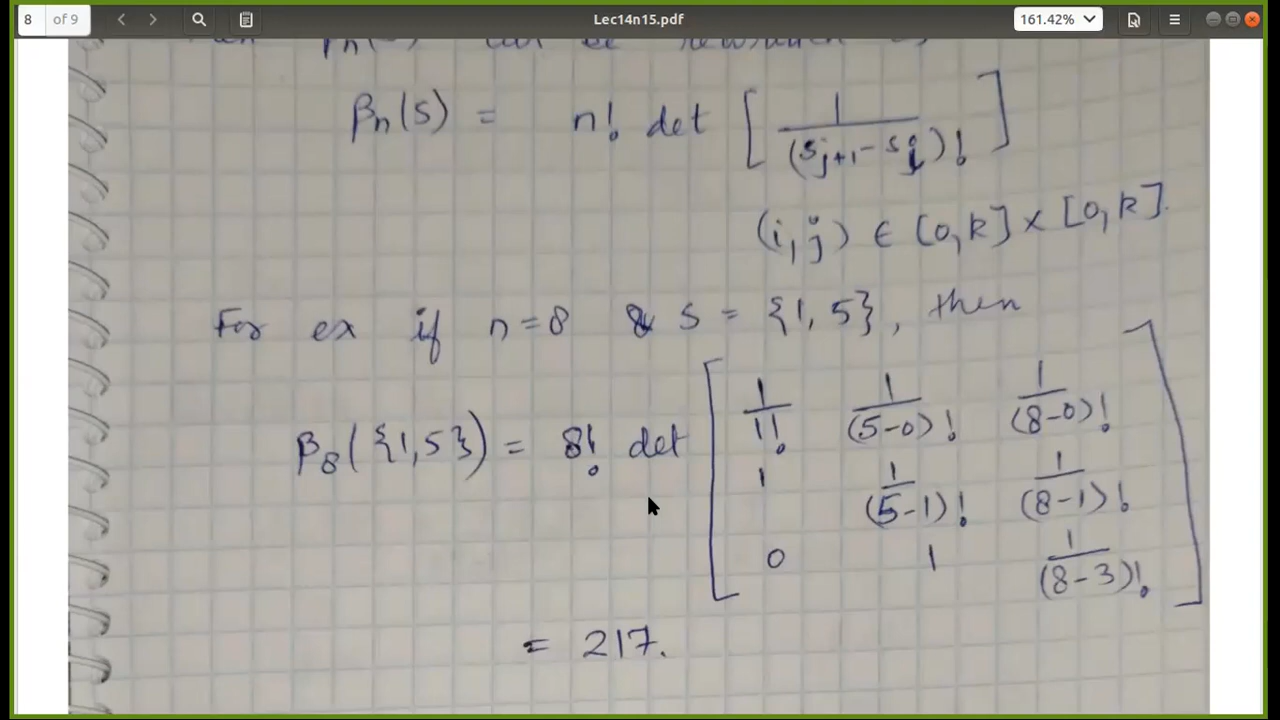 8 of 9 Lec14n15.pdf 161.42%
βn(S) = n! det [ 1/(sj+1 - si)! ]
(i,j) ∈ [0,k] × [0,k].
For ex if n=8 & S = {1, 5}, then
β8({1,5}) = 8! det [ 1/1! 1/(5-0)! 1/(8-0)!
1 1/(5-1)! 1/(8-1)!
0 1 1/(8-3)! ]
= 217.